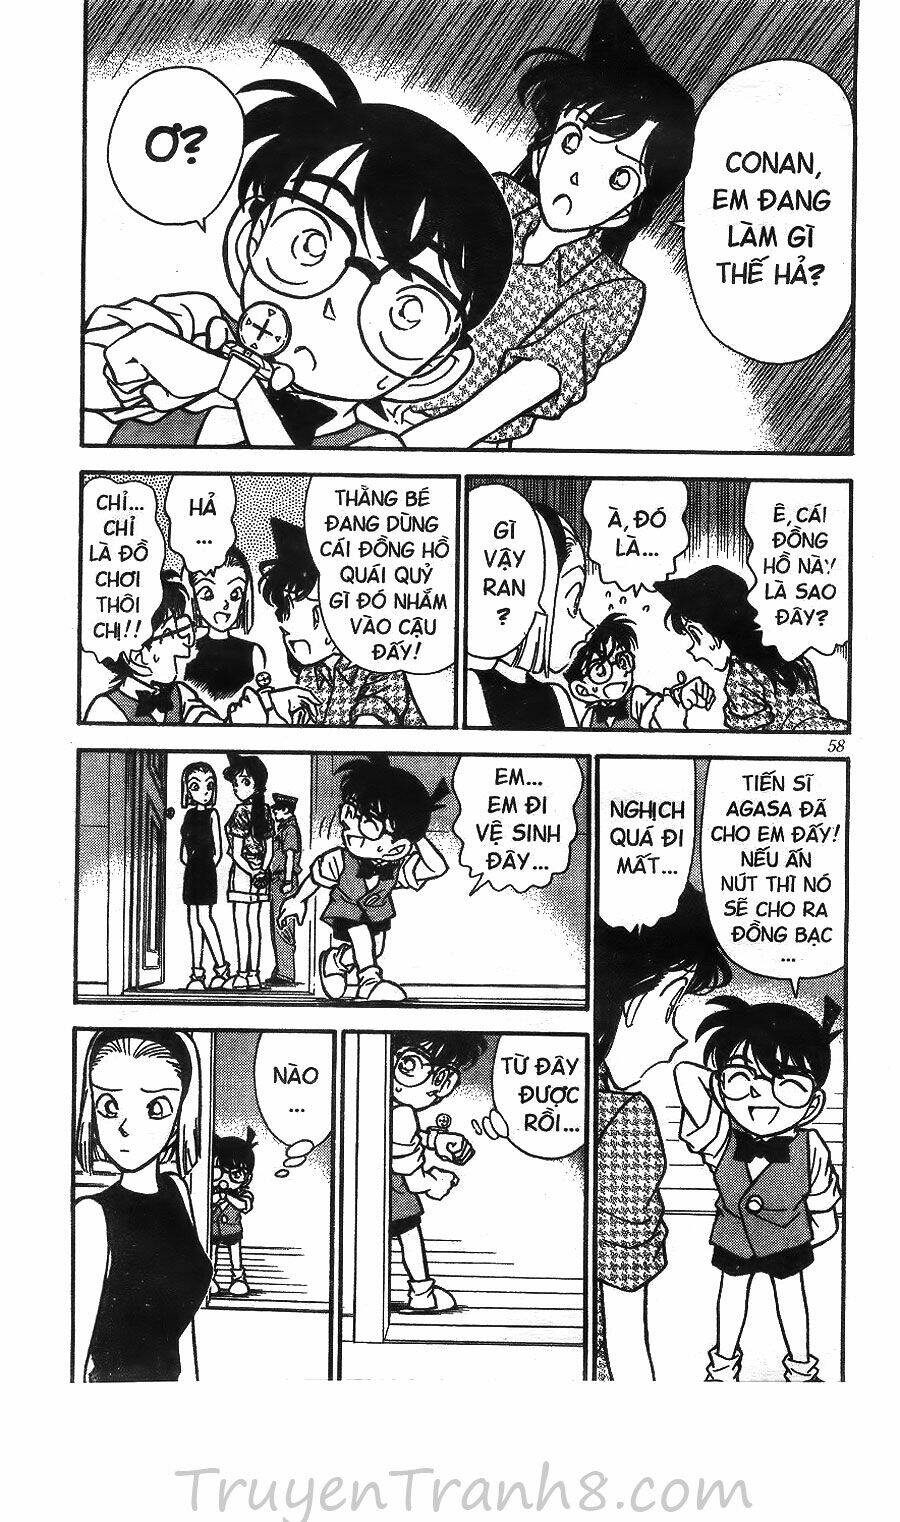 CONAN,
EM ĐANG
LÀM GÌ
THẾ HẢ?
Ơ?
Ê, CÁI
ĐỒNG
HỒ NÀY!
LÀ SAO
ĐÂY?
À, ĐÓ
LÀ...
GÌ
VẬY
RAN
?
THẰNG BÉ
ĐANG DÙNG
CÁI ĐỒNG HỒ
QUÁI QUỶ
GÌ ĐÓ NHẮM
VÀO CẬU
ĐẤY!
HẢ
...
CHỈ...
CHỈ
LÀ ĐỒ
CHƠI
THÔI
CHỊ!!
58
TIẾN SĨ
AGASA ĐÃ
CHO EM ĐẤY!
NẾU ẤN
NÚT THÌ NÓ
SẼ CHO RA
ĐỒNG BẠC
...
NGHỊCH
QUÁ ĐI
MẤT...
EM...
EM ĐI
VỆ SINH
ĐÂY...
TỪ ĐÂY
ĐƯỢC
RỒI...
NÀO
...
TruyenTranh8.com